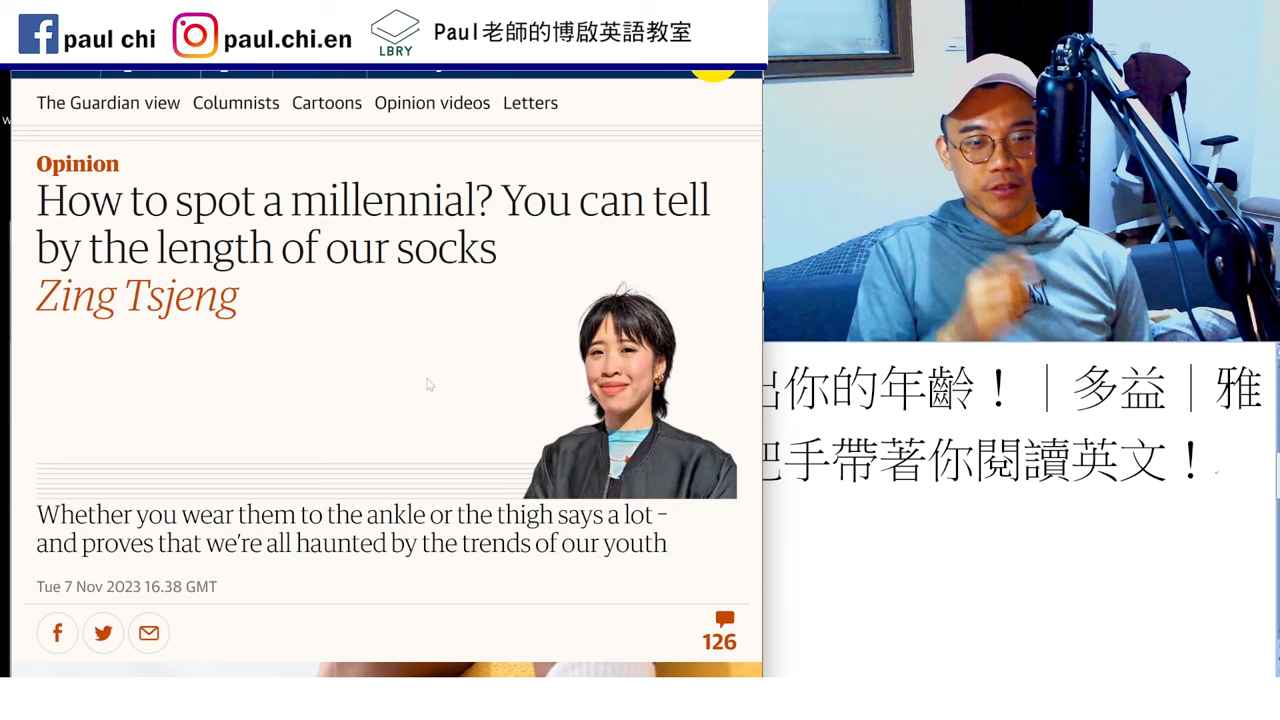 paul chi
paul.chi.en
LBRY
Paul老師的博啟英語教室
The Guardian view Columnists Cartoons Opinion videos Letters
Opinion
How to spot a millennial? You can tell
by the length of our socks
Zing Tsjeng
Whether you wear them to the ankle or the thigh says a lot –
and proves that we’re all haunted by the trends of our youth
Tue 7 Nov 2023 16.38 GMT
126
你的年齡！｜多益｜雅
手帶著你閱讀英文！